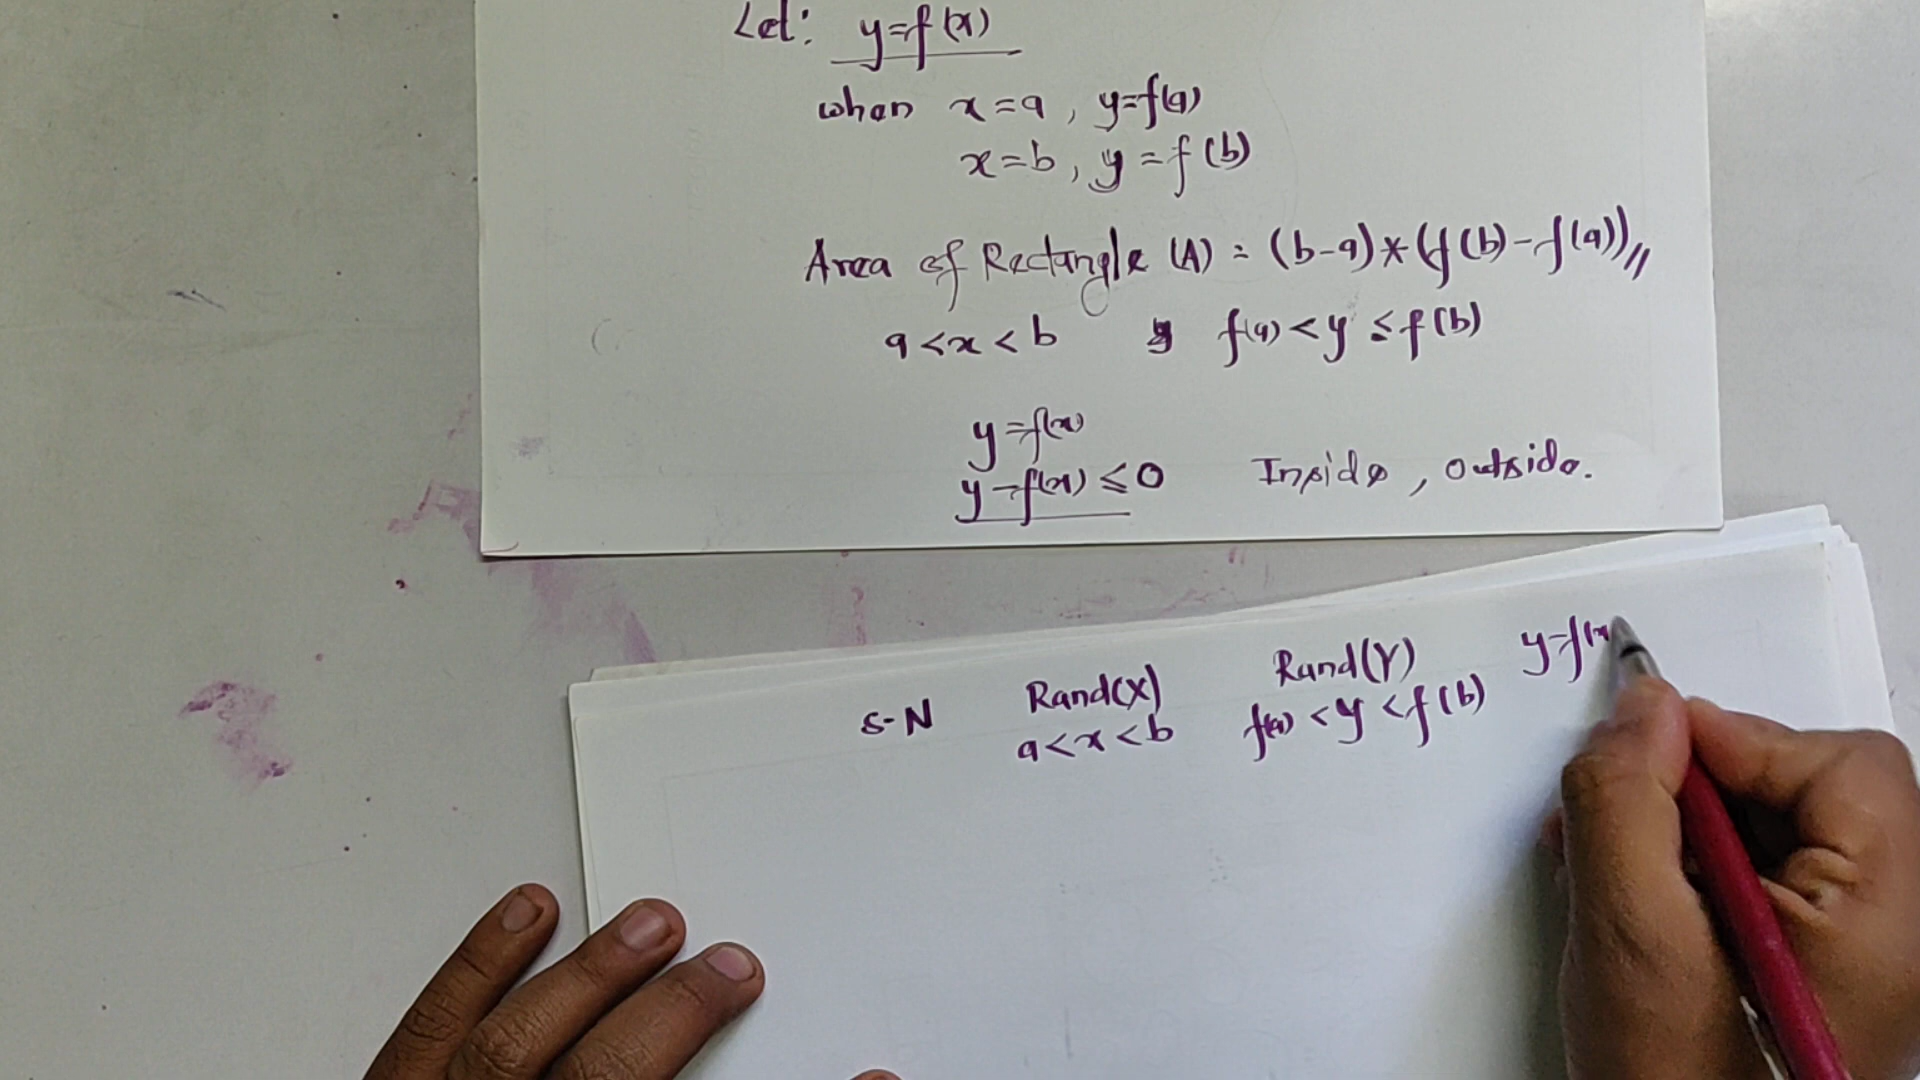 Let: y=f(x)
when x=a, y=f(a)
x=b, y=f(b)
Area of Rectangle (A) = (b-a)*(f(b)-f(a))//
a<x<b y f(a)<y≤f(b)
y=f(x)
y-f(x)≤0 Inside, outside.
S-N Rand(X) Rand(Y) y-f(x
a<x<b f(a)<y<f(b)